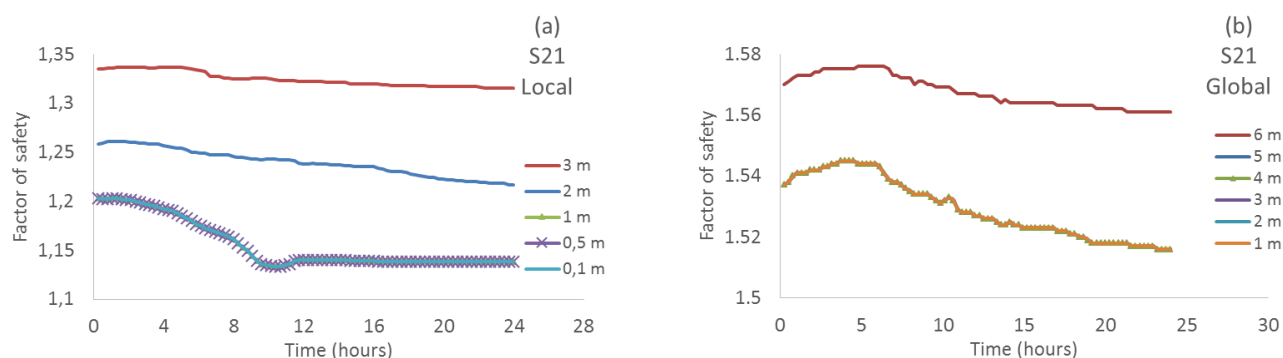 (a)
S21
Local
Factor of safety
1,35
1,3
1,25
1,2
1,15
1,1
0 4 8 12 16 20 24 28
Time (hours)
3 m
2 m
1 m
0,5 m
0,1 m
(b)
S21
Global
Factor of safety
1.58
1.56
1.54
1.52
1.5
0 5 10 15 20 25 30
Time (hours)
6 m
5 m
4 m
3 m
2 m
1 m